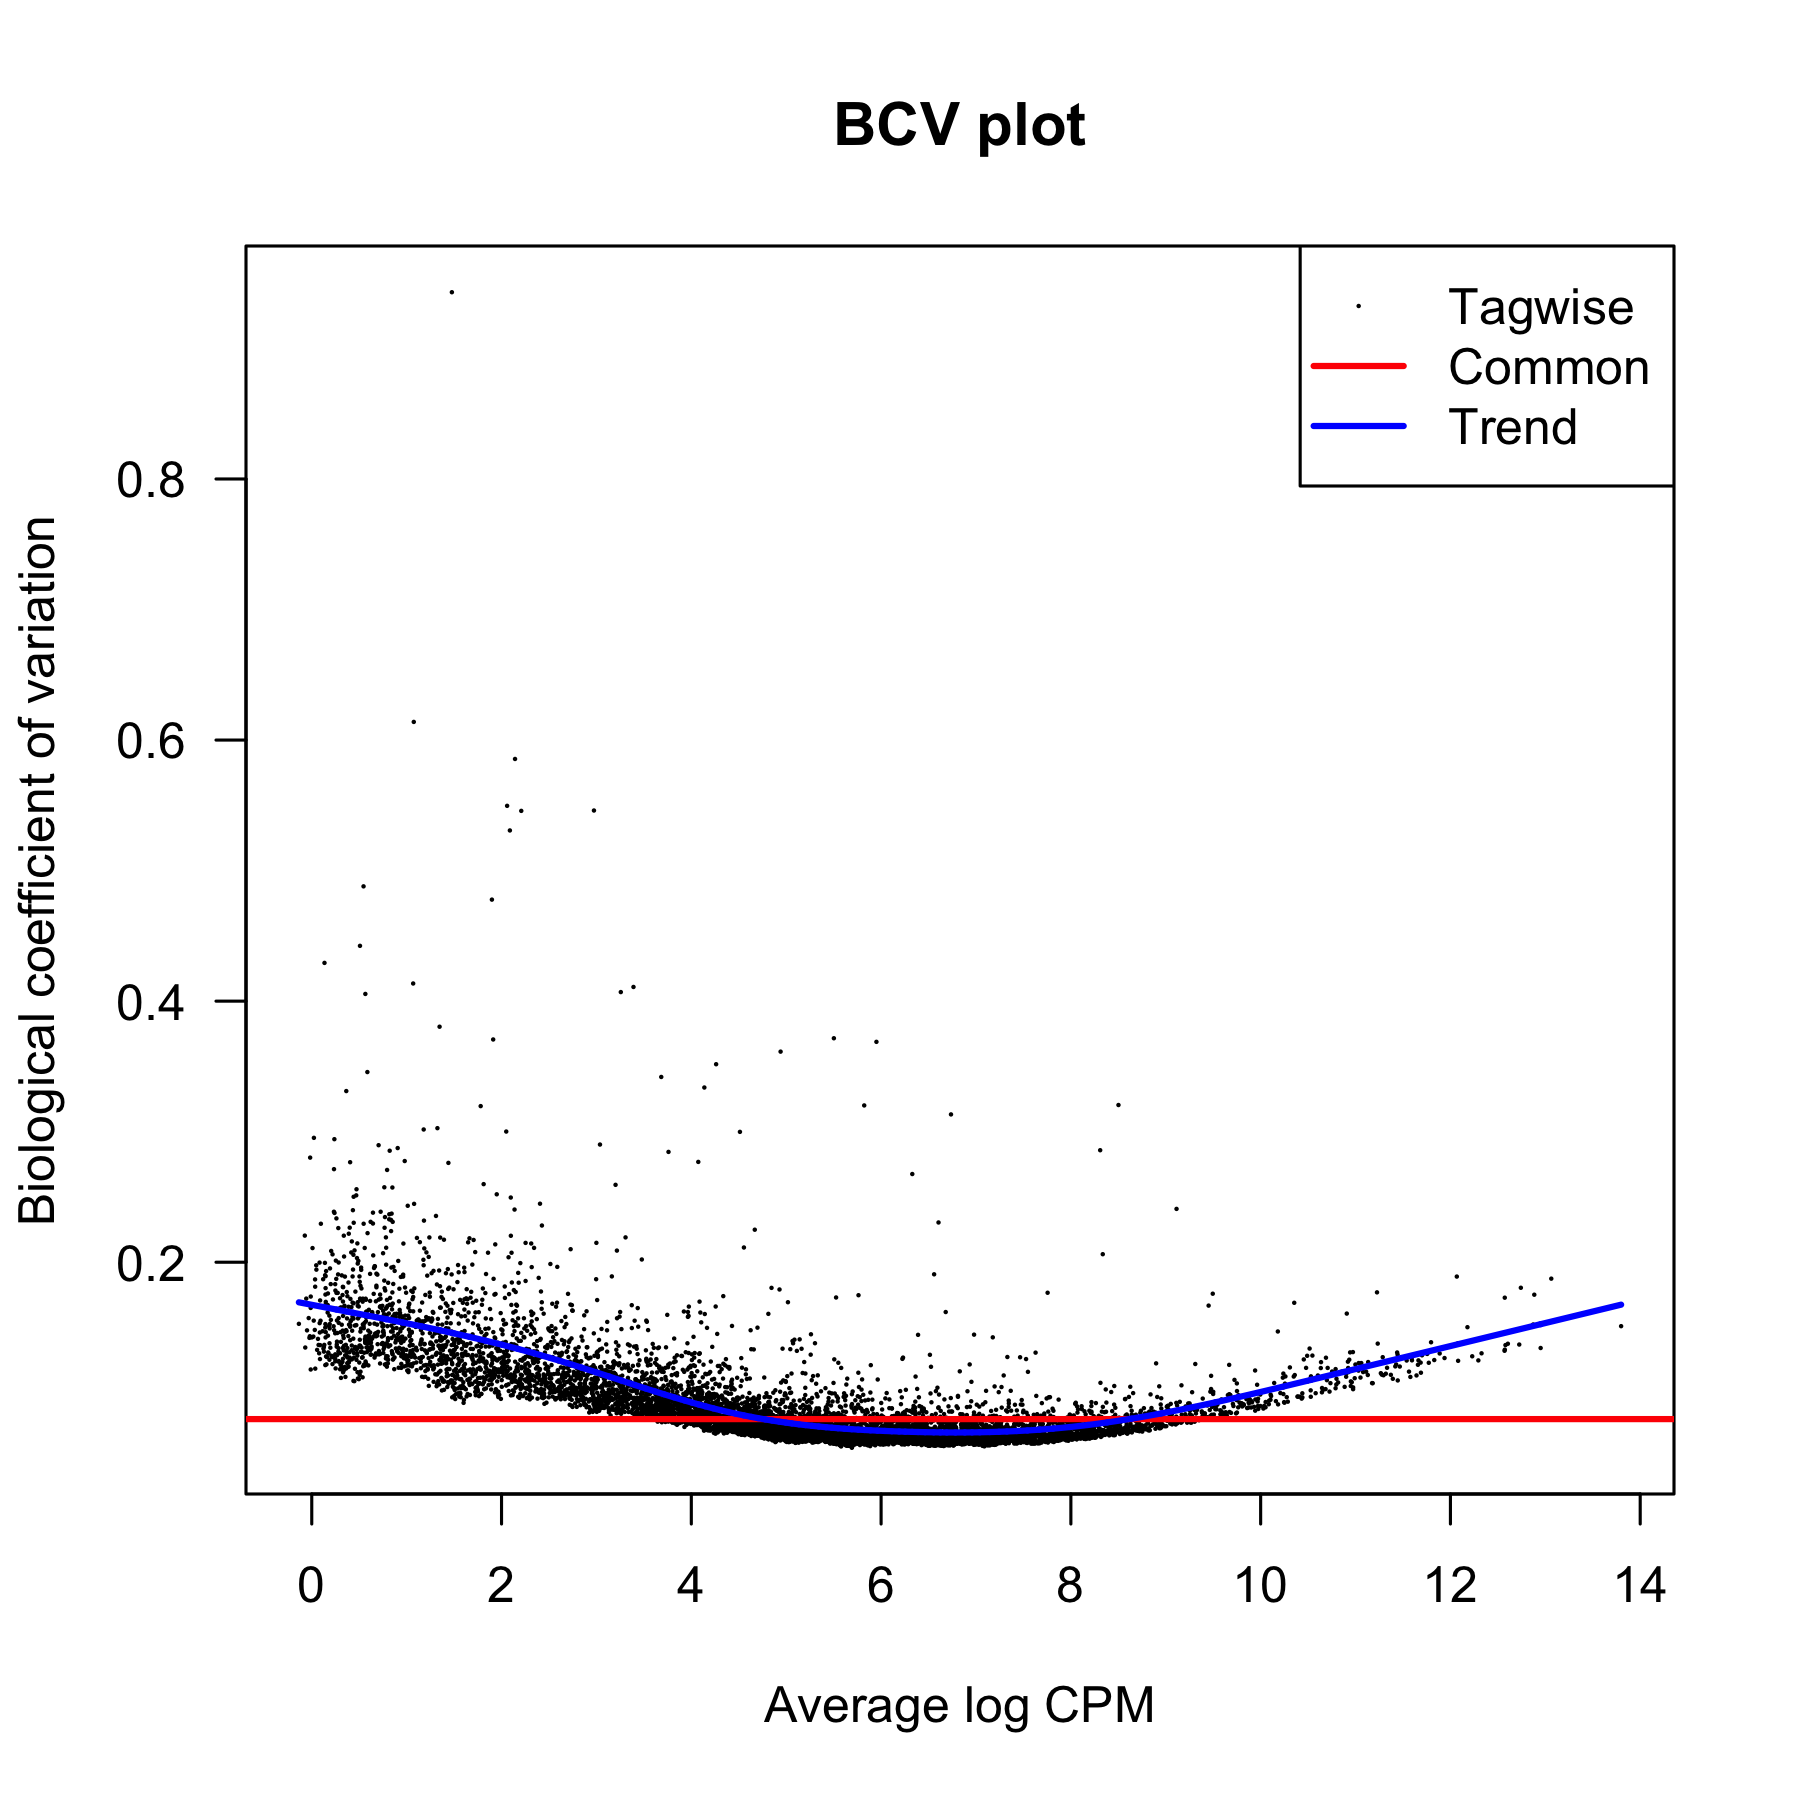 BCV plot
Tagwise
Common
Trend
0.8
0.6
0.4
0.2
Biological coefficient of variation
0 2 4 6 8 10 12 14
Average log CPM